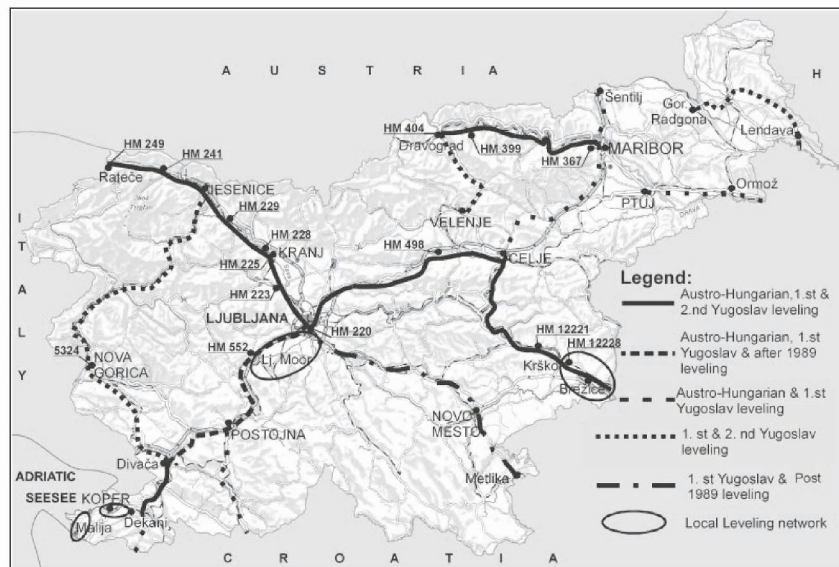 A U S T R I A
H
Šentilj
Gor.
Radgona
HM 404
Dravograd
HM 399
HM 367
MARIBOR
Lendava
HM 249
HM 241
Rateče
JESENICE
HM 229
VELENJE
PTUJ
Ormož
DRAVA
I T A L Y
HM 228
KRANJ
HM 225
HM 223
HM 498
CELJE
LJUBLJANA
HM 220
HM 552
Lj. Moor
5324
NOVA
GORICA
HM 12221
HM 12228
Krško
Brežice
POSTOJNA
NOVO
MESTO
Divača
Metlika
ADRIATIC
SEESEE
KOPER
Malija
Dekani
C R O A T I A
Legend:
Austro-Hungarian,1.st &
2.nd Yugoslav leveling
Austro-Hungarian, 1.st
Yugoslav & after 1989
leveling
Austro-Hungarian & 1.st
Yugoslav leveling
1. st & 2. nd Yugoslav
leveling
1. st Yugoslav & Post
1989 leveling
Local Leveling network